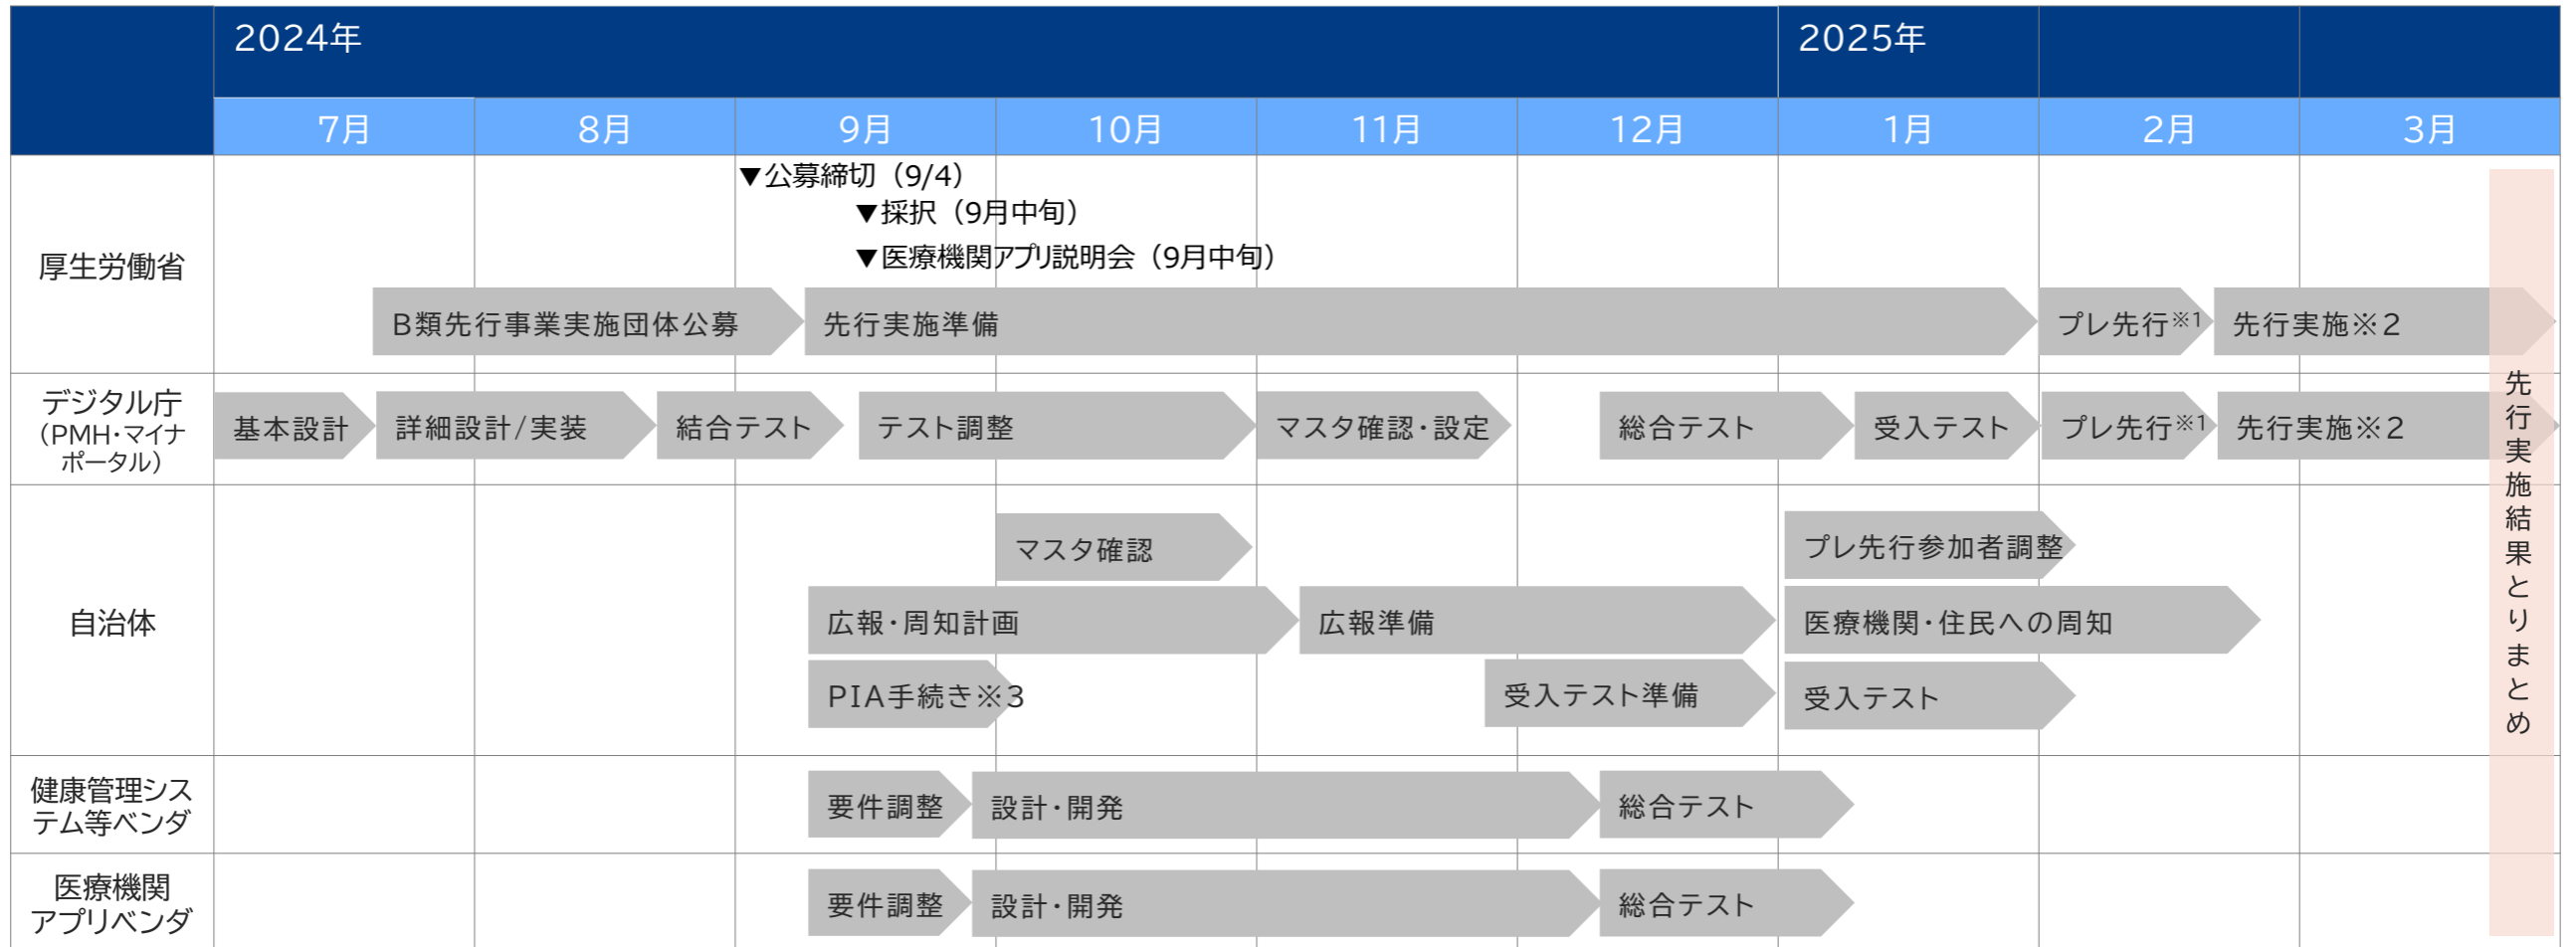 2024年
2025年
7月
8月
9月
10月
11月
12月
1月
2月
3月
厚生労働省
▼公募締切（9/4）
▼採択（9月中旬）
▼医療機関アプリ説明会（9月中旬）
B類先行事業実施団体公募
先行実施準備
プレ先行※1
先行実施※2
デジタル庁
（PMH・マイナ
ポータル）
基本設計
詳細設計/実装
結合テスト
テスト調整
マスタ確認・設定
総合テスト
受入テスト
プレ先行※1
先行実施※2
自治体
マスタ確認
プレ先行参加者調整
広報・周知計画
広報準備
医療機関・住民への周知
PIA手続き※3
受入テスト準備
受入テスト
健康管理シス
テム等ベンダ
要件調整
設計・開発
総合テスト
医療機関
アプリベンダ
要件調整
設計・開発
総合テスト
先行実施結果とりまとめ